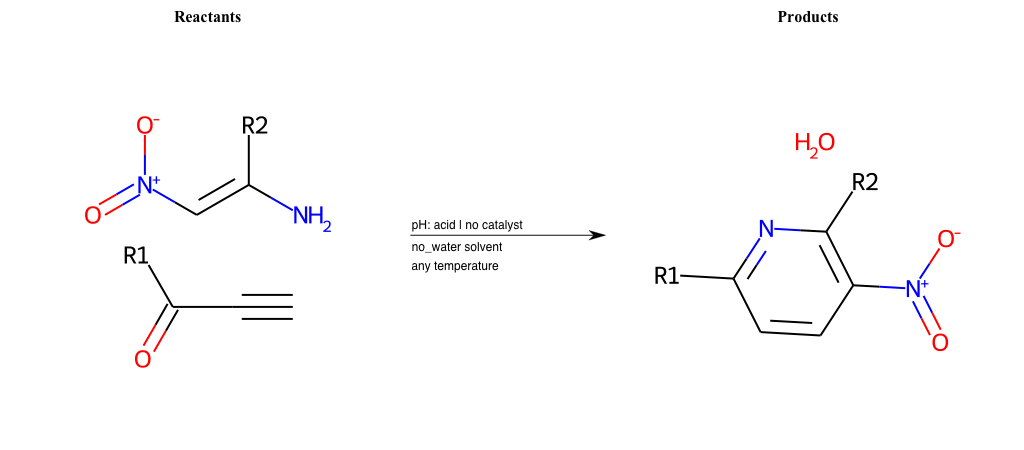 Reactants
Products
O-
R2
H2O
N+
O
NH2
R2
pH: acid | no catalyst
N
O-
no_water solvent
R1
any temperature
R1
N+
O
O